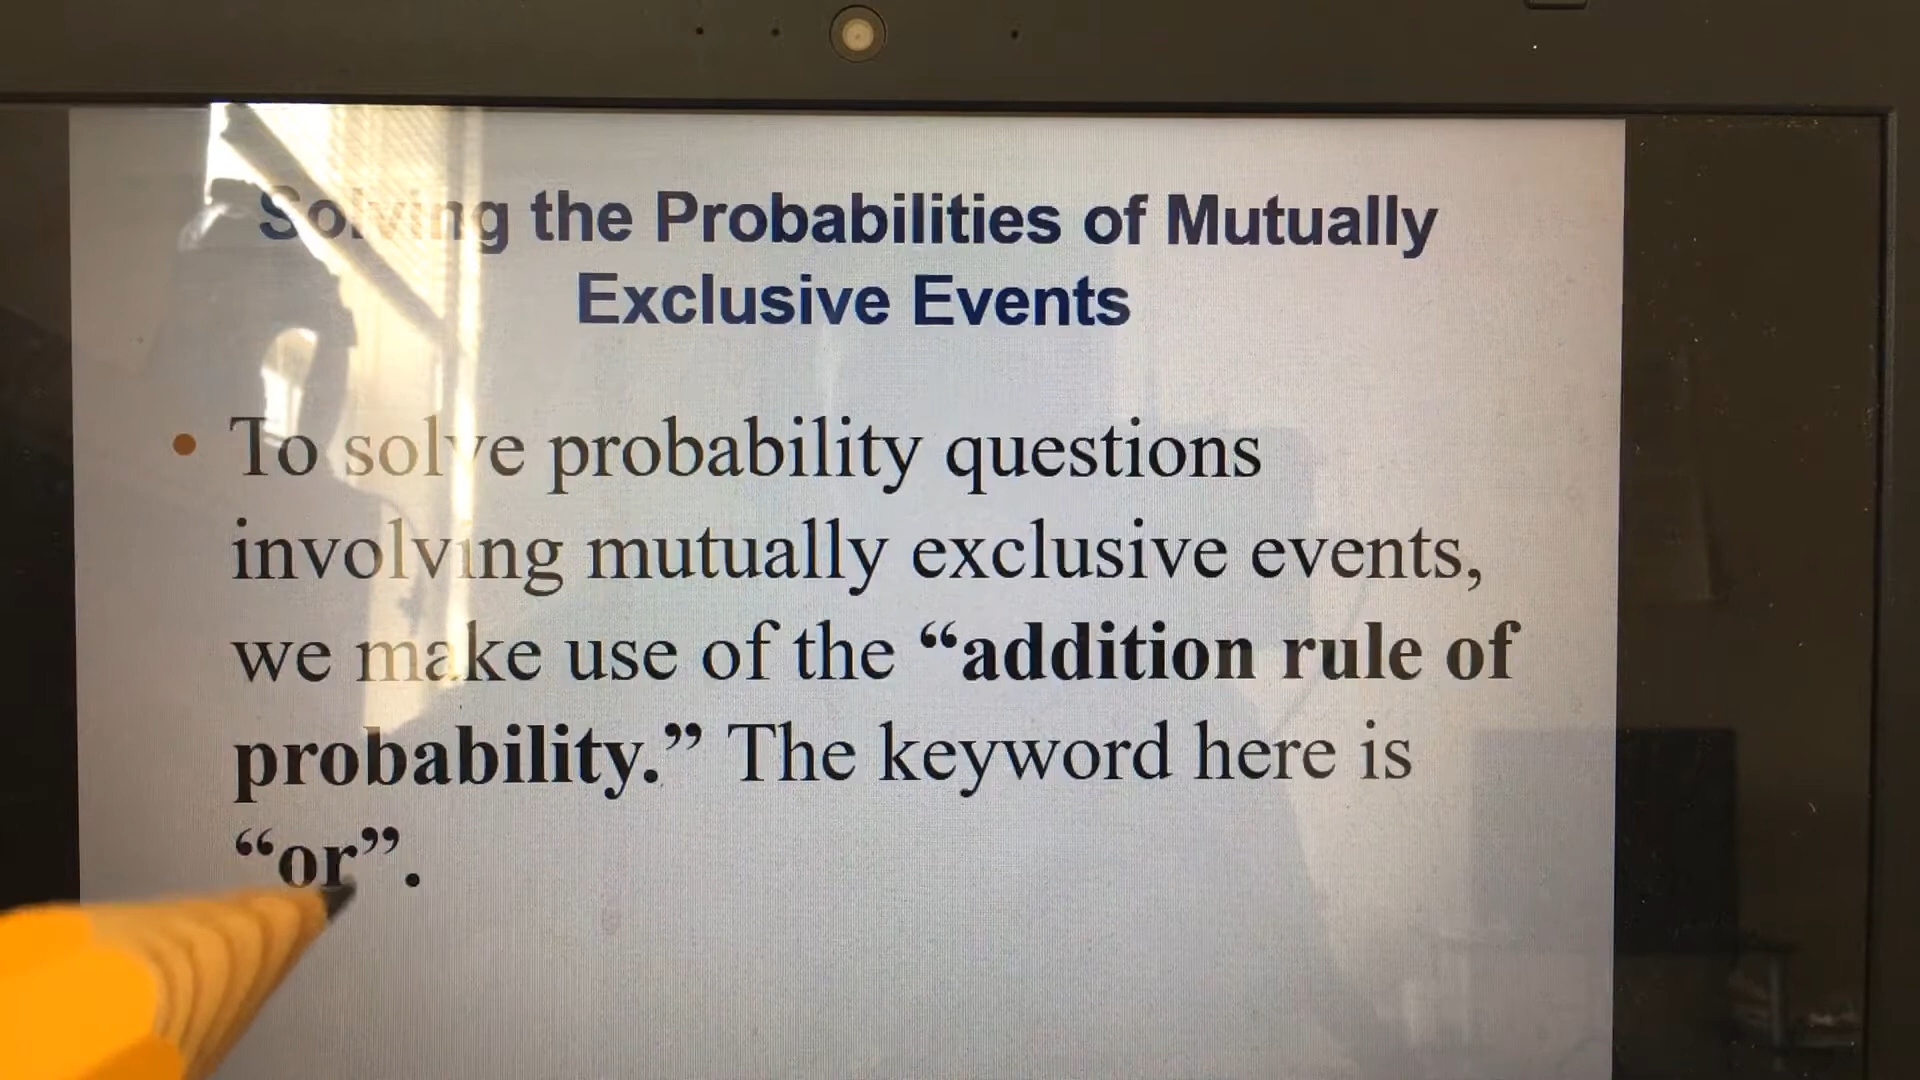 Solving the Probabilities of Mutually
Exclusive Events
• To solve probability questions
involving mutually exclusive events,
we make use of the “addition rule of
probability.” The keyword here is
“or”.